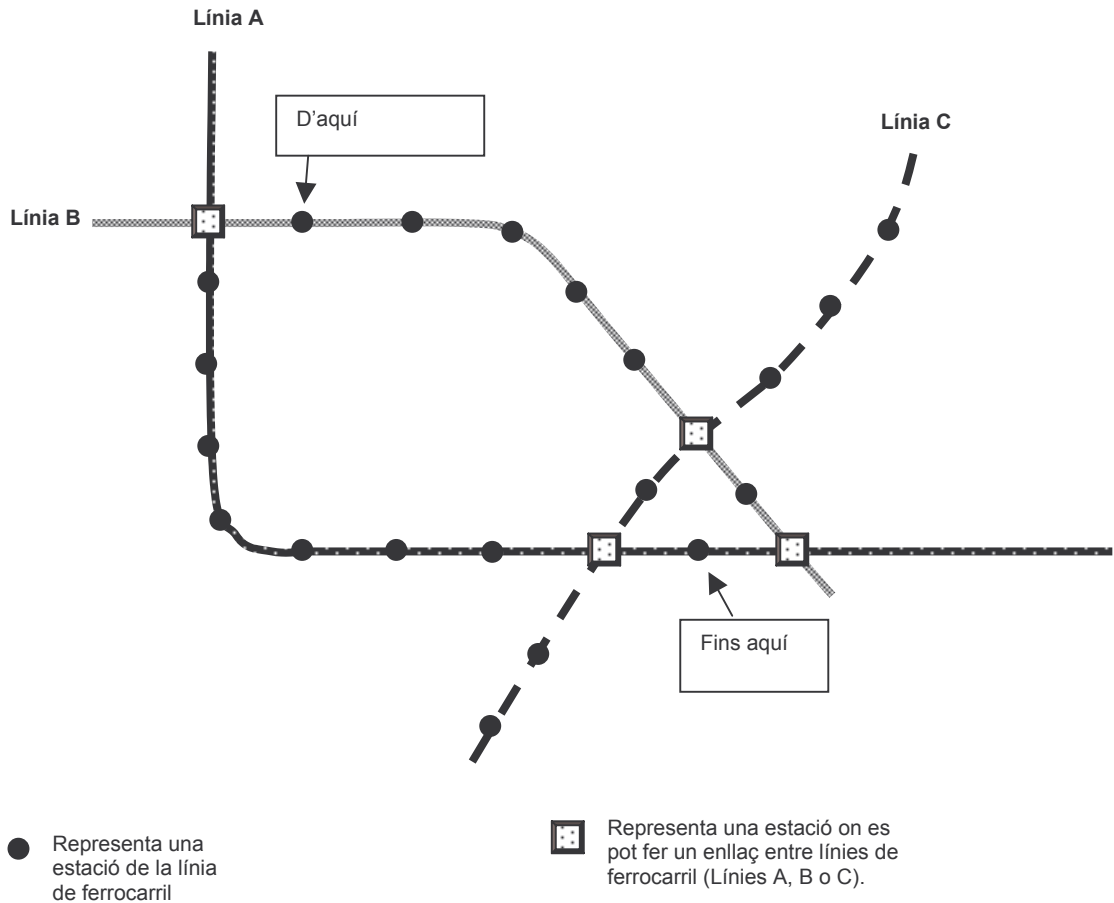 Línia A
D'aquí
Línia C
Línia B
Fins aquí
Representa una
estació de la línia
de ferrocarril
Representa una estació on es
pot fer un enllaç entre línies de
ferrocarril (Línies A, B o C).